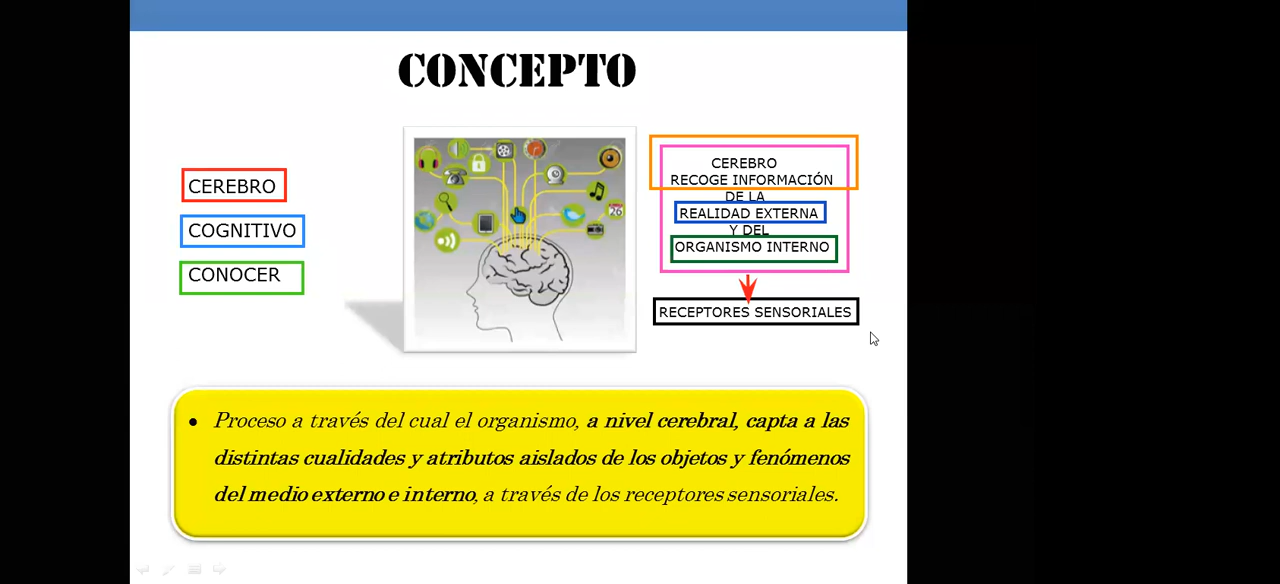 CONCEPTO
CEREBRO
COGNITIVO
CONOCER
26
CEREBRO
RECOGE INFORMACIÓN
DE LA
REALIDAD EXTERNA
Y DEL
ORGANISMO INTERNO
RECEPTORES SENSORIALES
• Proceso a través del cual el organismo, a nivel cerebral, capta a las
distintas cualidades y atributos aislados de los objetos y fenómenos
del medio externo e interno, a través de los receptores sensoriales.